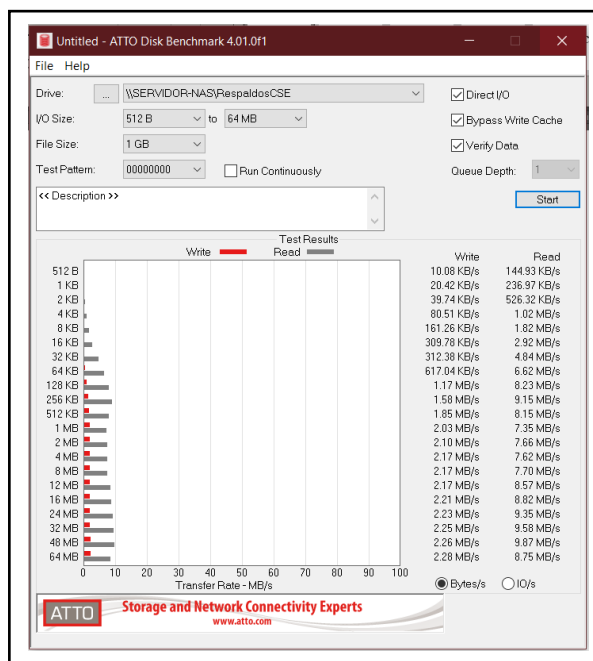 Untitled - ATTO Disk Benchmark 4.01.0f1
File Help
Drive: ... \\SERVIDOR-NAS\RespaldosCSE
Direct I/O
I/O Size: 512 B to 64 MB
Bypass Write Cache
File Size: 1 GB
Verify Data
Test Pattern: 00000000 Run Continuously
Queue Depth: 1
<< Description >>
Start
Test Results
Write Read
Write Read
512 B 10.08 KB/s 144.93 KB/s
1 KB 20.42 KB/s 236.97 KB/s
2 KB 39.74 KB/s 526.32 KB/s
4 KB 80.51 KB/s 1.02 MB/s
8 KB 161.26 KB/s 1.82 MB/s
16 KB 309.78 KB/s 2.92 MB/s
32 KB 312.38 KB/s 4.84 MB/s
64 KB 617.04 KB/s 6.62 MB/s
128 KB 1.17 MB/s 8.23 MB/s
256 KB 1.58 MB/s 9.15 MB/s
512 KB 1.85 MB/s 8.15 MB/s
1 MB 2.03 MB/s 7.35 MB/s
2 MB 2.10 MB/s 7.66 MB/s
4 MB 2.17 MB/s 7.62 MB/s
8 MB 2.17 MB/s 7.70 MB/s
12 MB 2.17 MB/s 8.57 MB/s
16 MB 2.21 MB/s 8.82 MB/s
24 MB 2.23 MB/s 9.35 MB/s
32 MB 2.25 MB/s 9.58 MB/s
48 MB 2.26 MB/s 9.87 MB/s
64 MB 2.28 MB/s 8.75 MB/s
0 10 20 30 40 50 60 70 80 90 100
Transfer Rate - MB/s
Bytes/s IO/s
ATTO
Storage and Network Connectivity Experts
www.atto.com